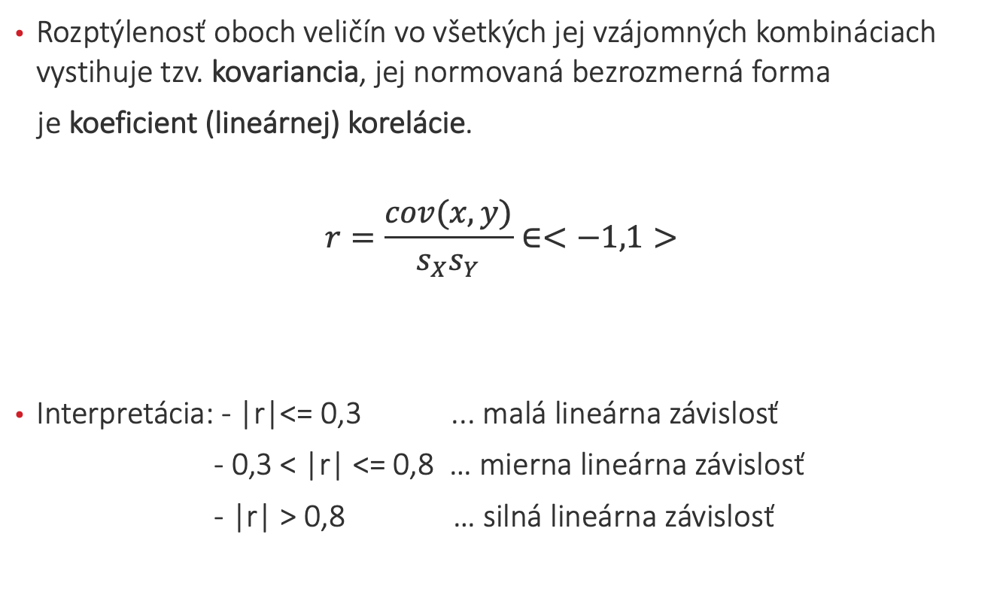 • Rozptýlenosť oboch veličín vo všetkých jej vzájomných kombináciach
vystihuje tzv. kovariancia, jej normovaná bezrozmerná forma
je koeficient (lineárnej) korelácie.
r = cov(x, y) / s_X s_Y ∈< −1,1 >
• Interpretácia: - |r|<= 0,3 ... malá lineárna závislosť
- 0,3 < |r| <= 0,8 ... mierna lineárna závislosť
- |r| > 0,8 ... silná lineárna závislosť